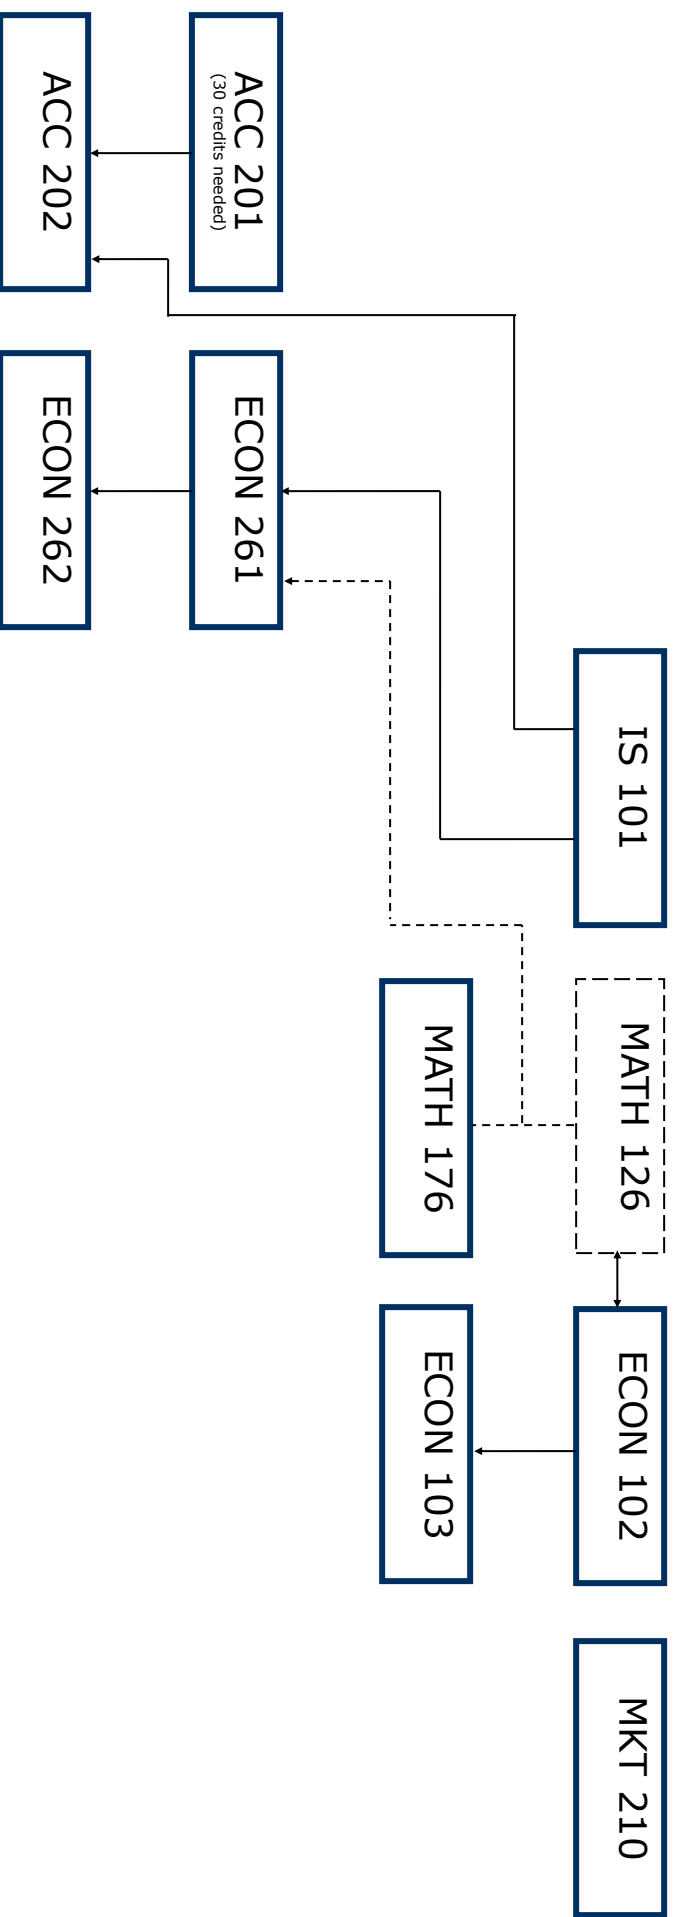 IS 101
MATH 126
ECON 102
MKT 210
MATH 176
ECON 103
ACC 201
(30 credits needed)
ECON 261
ACC 202
ECON 262